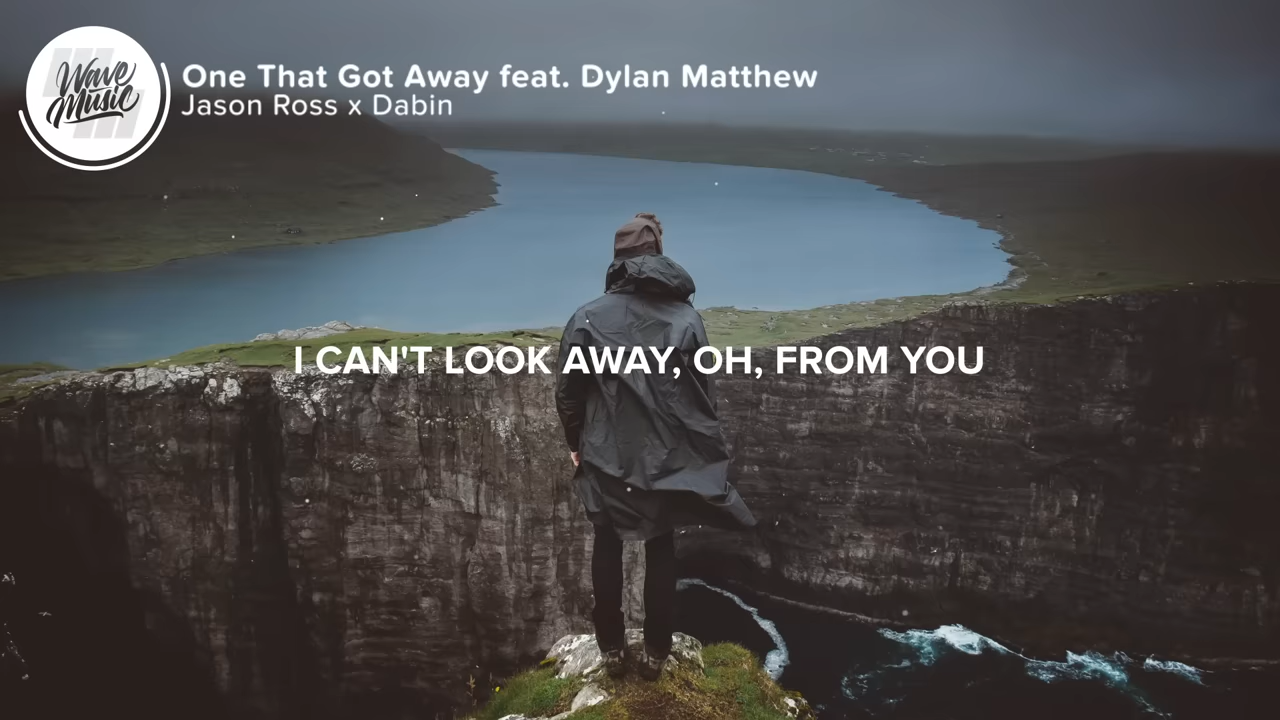 Wave
Music
One That Got Away feat. Dylan Matthew
Jason Ross x Dabin
I CAN'T LOOK AWAY, OH, FROM YOU